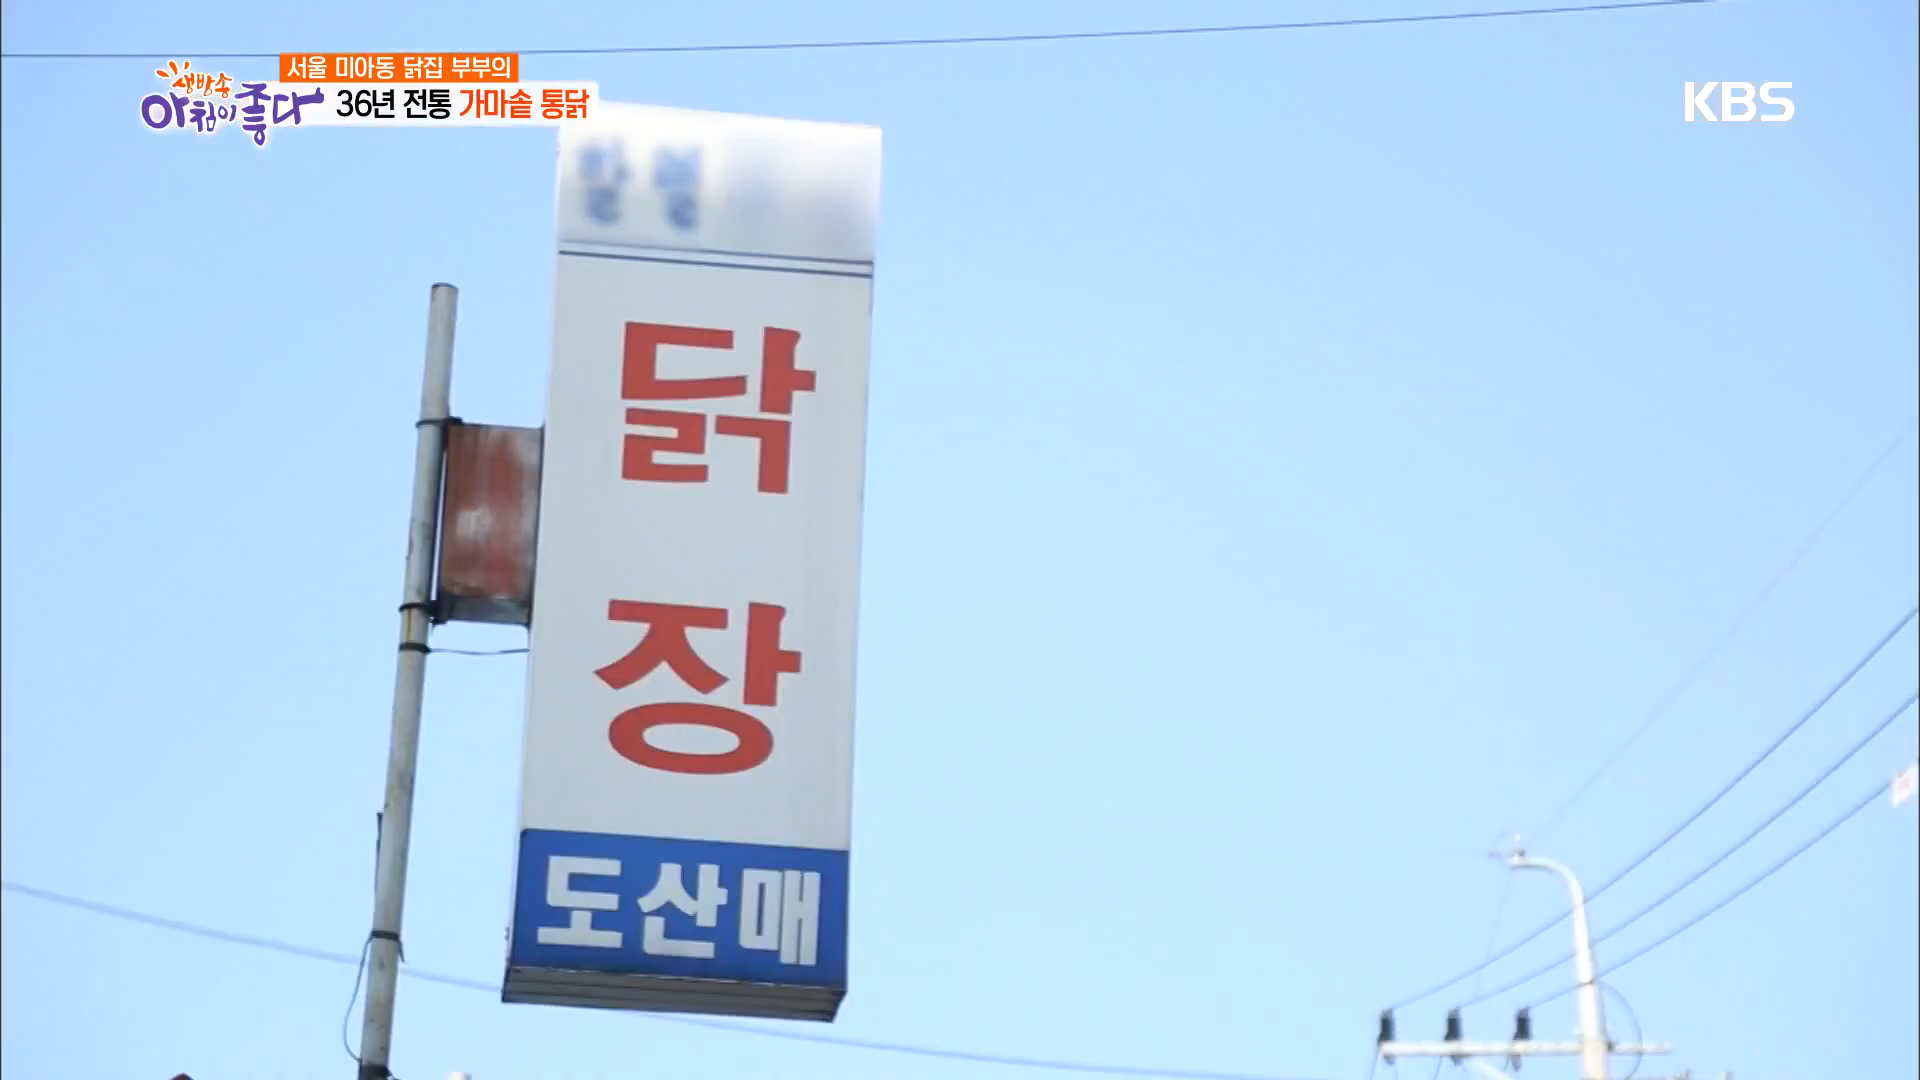 서울 미아동 닭집 부부의
생방송
아침이 좋다
36년 전통 가마솥 통닭
KBS
닭
장
도산매